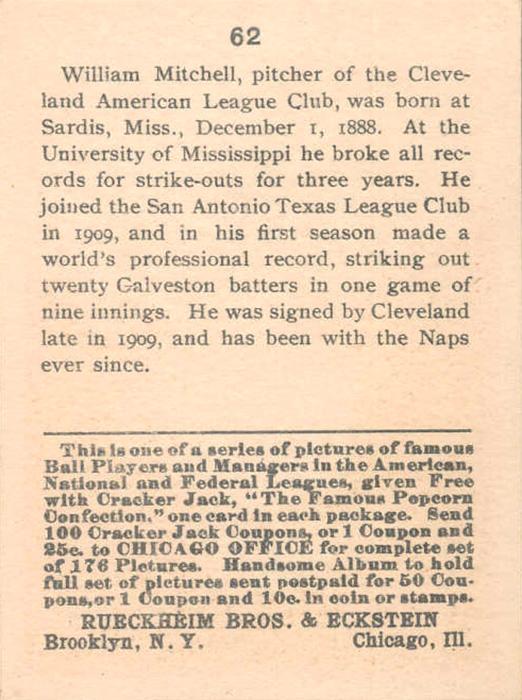 62
William Mitchell, pitcher of the Cleve-
land American League Club, was born at
Sardis, Miss., December 1, 1888. At the
University of Mississippi he broke all rec-
ords for strike-outs for three years. He
joined the San Antonio Texas League Club
in 1909, and in his first season made a
world's professional record, striking out
twenty Galveston batters in one game of
nine innings. He was signed by Cleveland
late in 1909, and has been with the Naps
ever since.
This is one of a series of pictures of famous
Ball Players and Managers in the American,
National and Federal Leagues, given Free
with Cracker Jack, "The Famous Popcorn
Confection," one card in each package. Send
100 Cracker Jack Coupons, or 1 Coupon and
25c. to CHICAGO OFFICE for complete set
of 176 Pictures. Handsome Album to hold
full set of pictures sent postpaid for 50 Cou-
pons, or 1 Coupon and 10c. in coin or stamps.
RUECKHEIM BROS. & ECKSTEIN
Brooklyn, N. Y. Chicago, Ill.